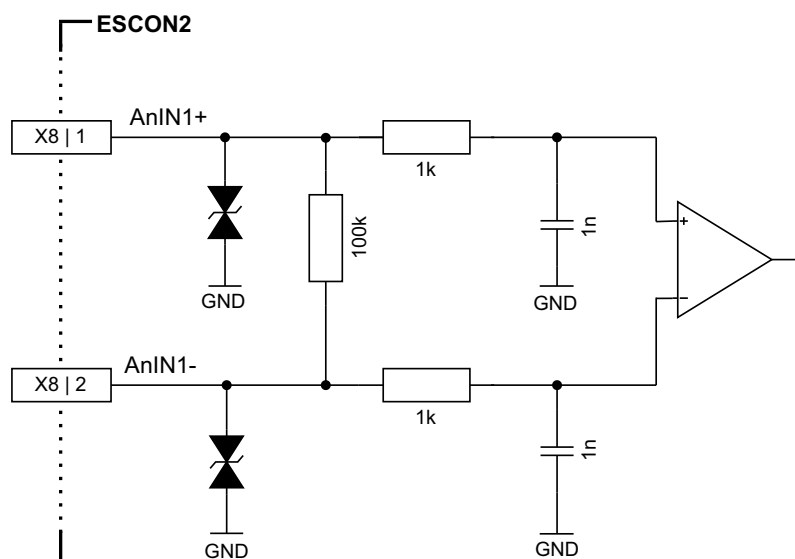 ESCON2
AnIN1+
X8 | 1
1k
100k
1n
+
GND
GND
−
AnIN1-
X8 | 2
1k
1n
GND
GND